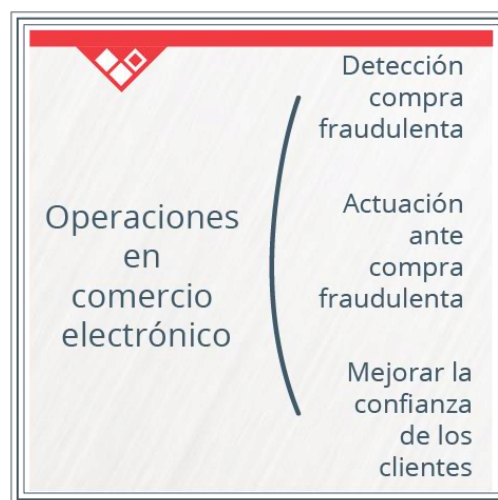 Operaciones
en
comercio
electrónico
Detección
compra
fraudulenta
Actuación
ante
compra
fraudulenta
Mejorar la
confianza
de los
clientes